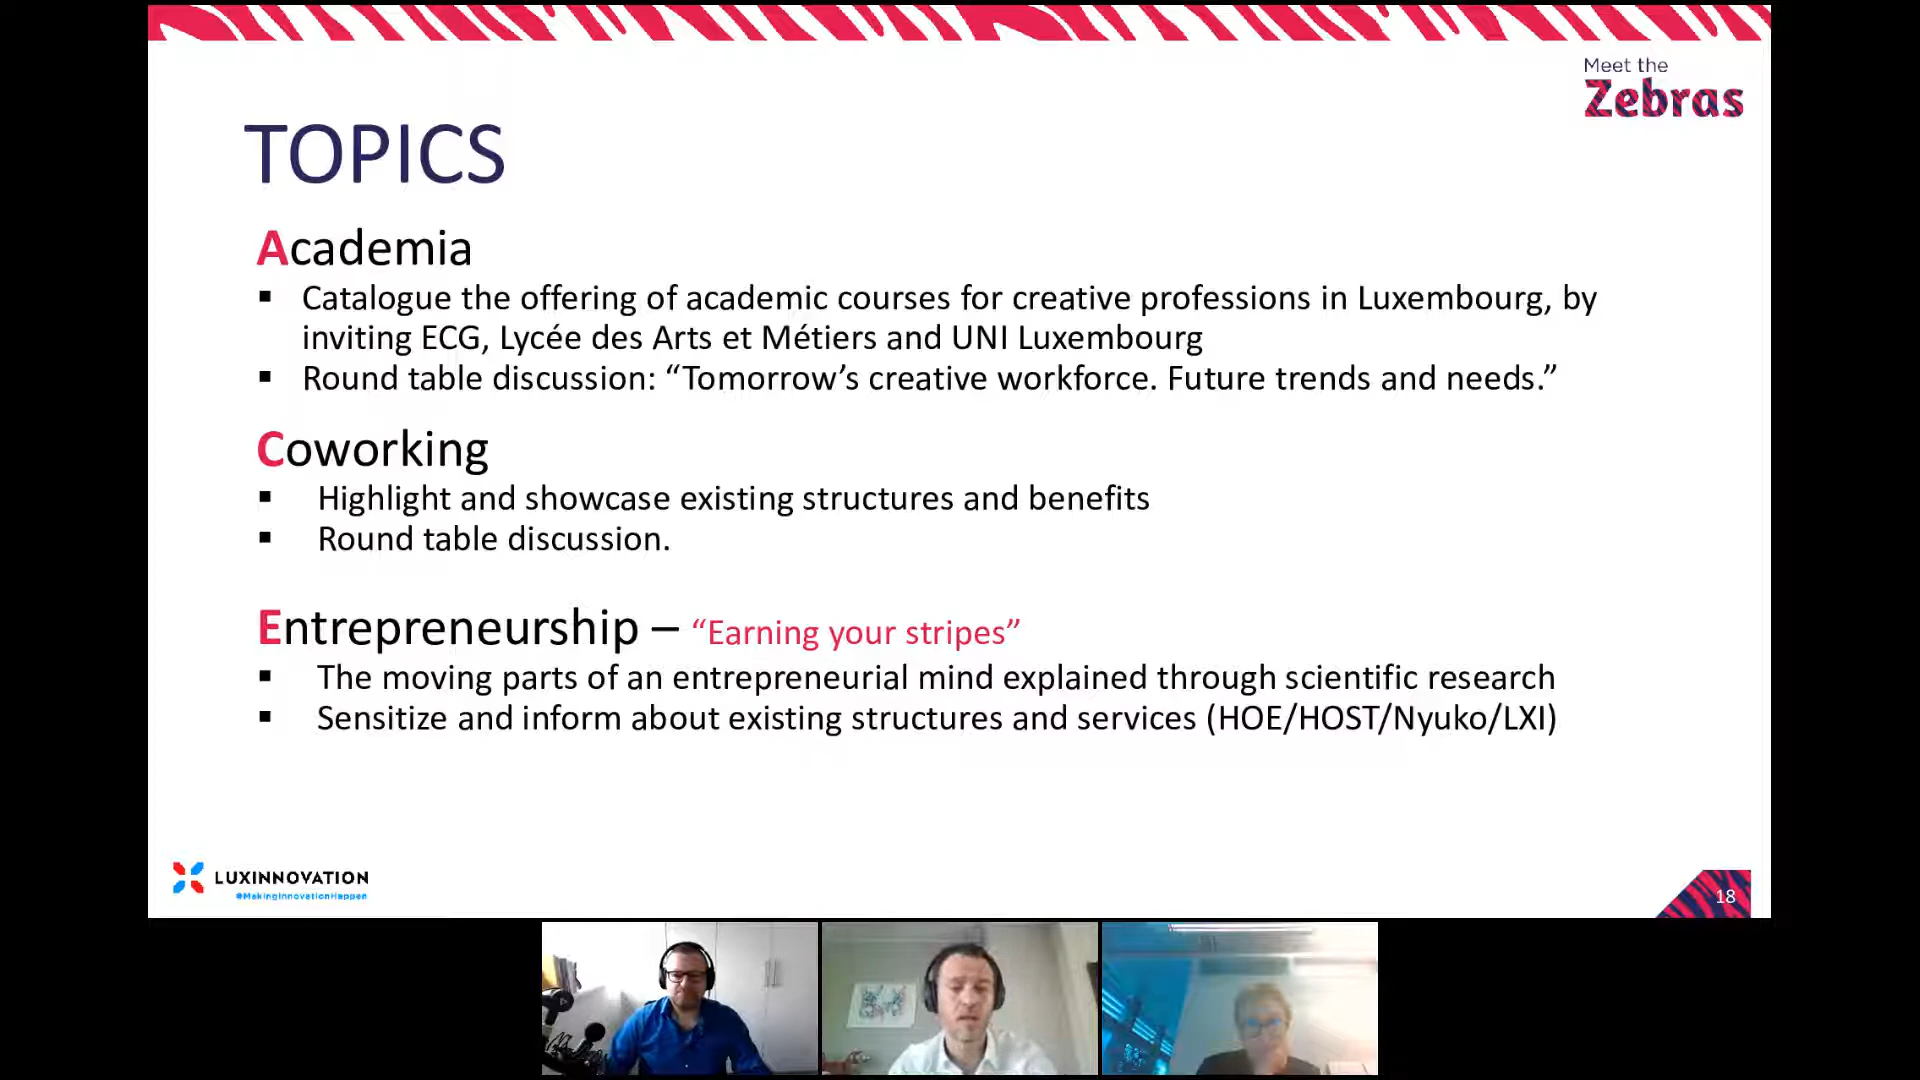 Meet the
Zebras
TOPICS
Academia
▪ Catalogue the offering of academic courses for creative professions in Luxembourg, by
inviting ECG, Lycée des Arts et Métiers and UNI Luxembourg
▪ Round table discussion: “Tomorrow’s creative workforce. Future trends and needs.”
Coworking
▪ Highlight and showcase existing structures and benefits
▪ Round table discussion.
Entrepreneurship – “Earning your stripes”
▪ The moving parts of an entrepreneurial mind explained through scientific research
▪ Sensitize and inform about existing structures and services (HOE/HOST/Nyuko/LXI)
LUXINNOVATION
#MakingInnovationHappen
18